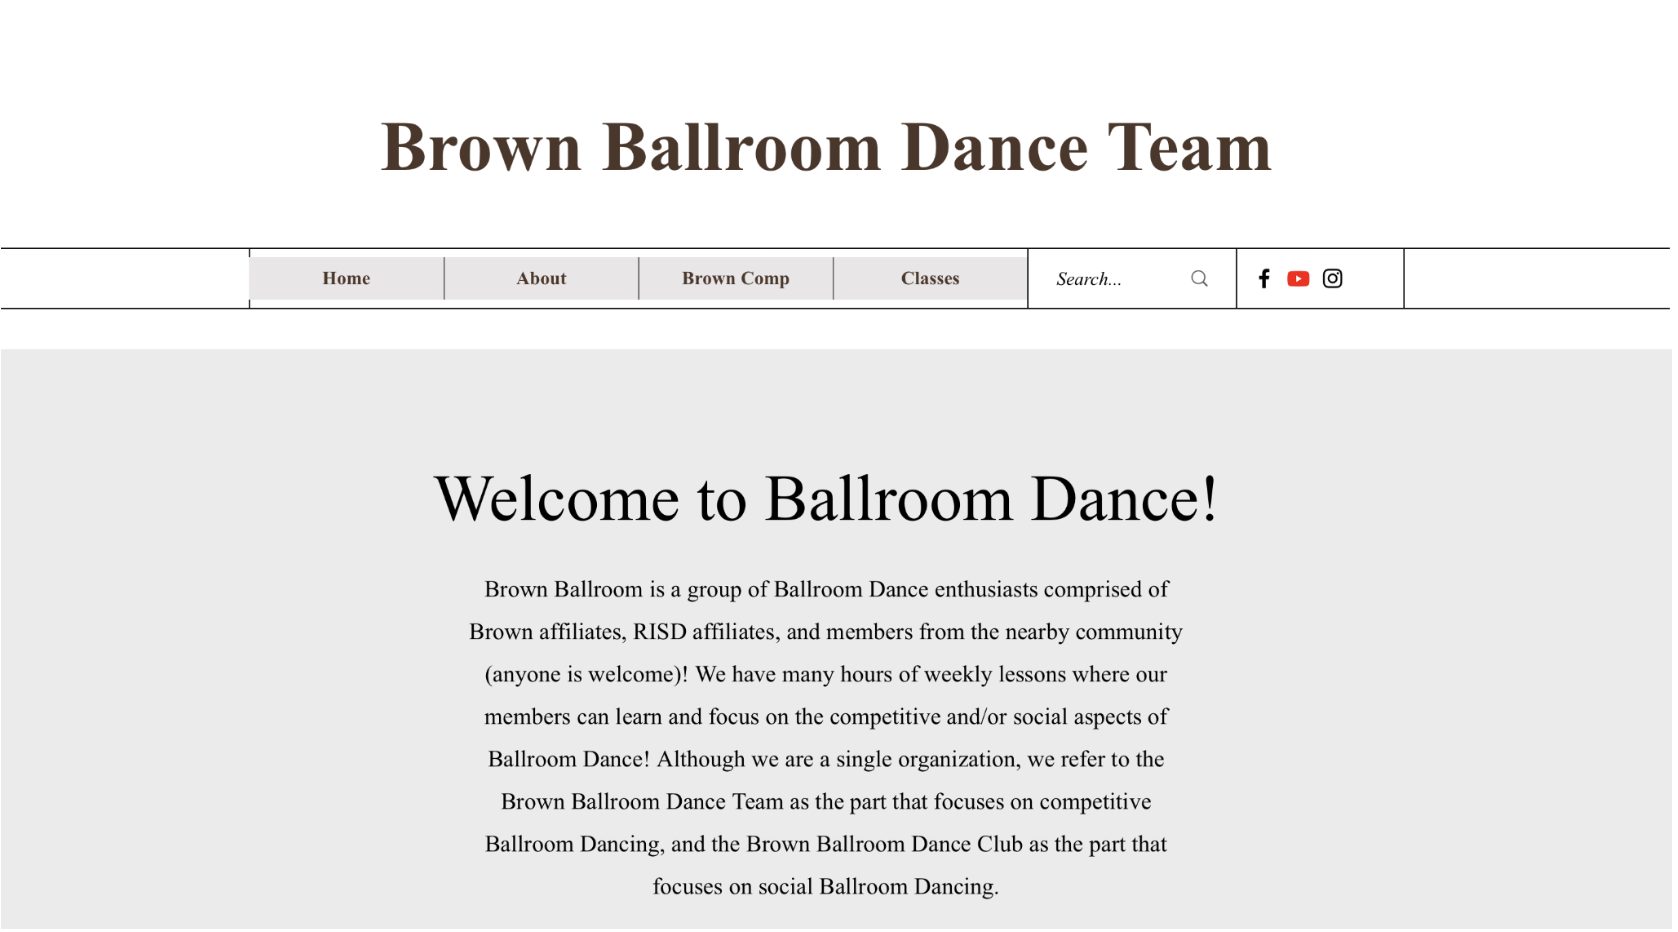 Brown Ballroom Dance Team
Home About Brown Comp Classes Search...
Welcome to Ballroom Dance!
Brown Ballroom is a group of Ballroom Dance enthusiasts comprised of
Brown affiliates, RISD affiliates, and members from the nearby community
(anyone is welcome)! We have many hours of weekly lessons where our
members can learn and focus on the competitive and/or social aspects of
Ballroom Dance! Although we are a single organization, we refer to the
Brown Ballroom Dance Team as the part that focuses on competitive
Ballroom Dancing, and the Brown Ballroom Dance Club as the part that
focuses on social Ballroom Dancing.